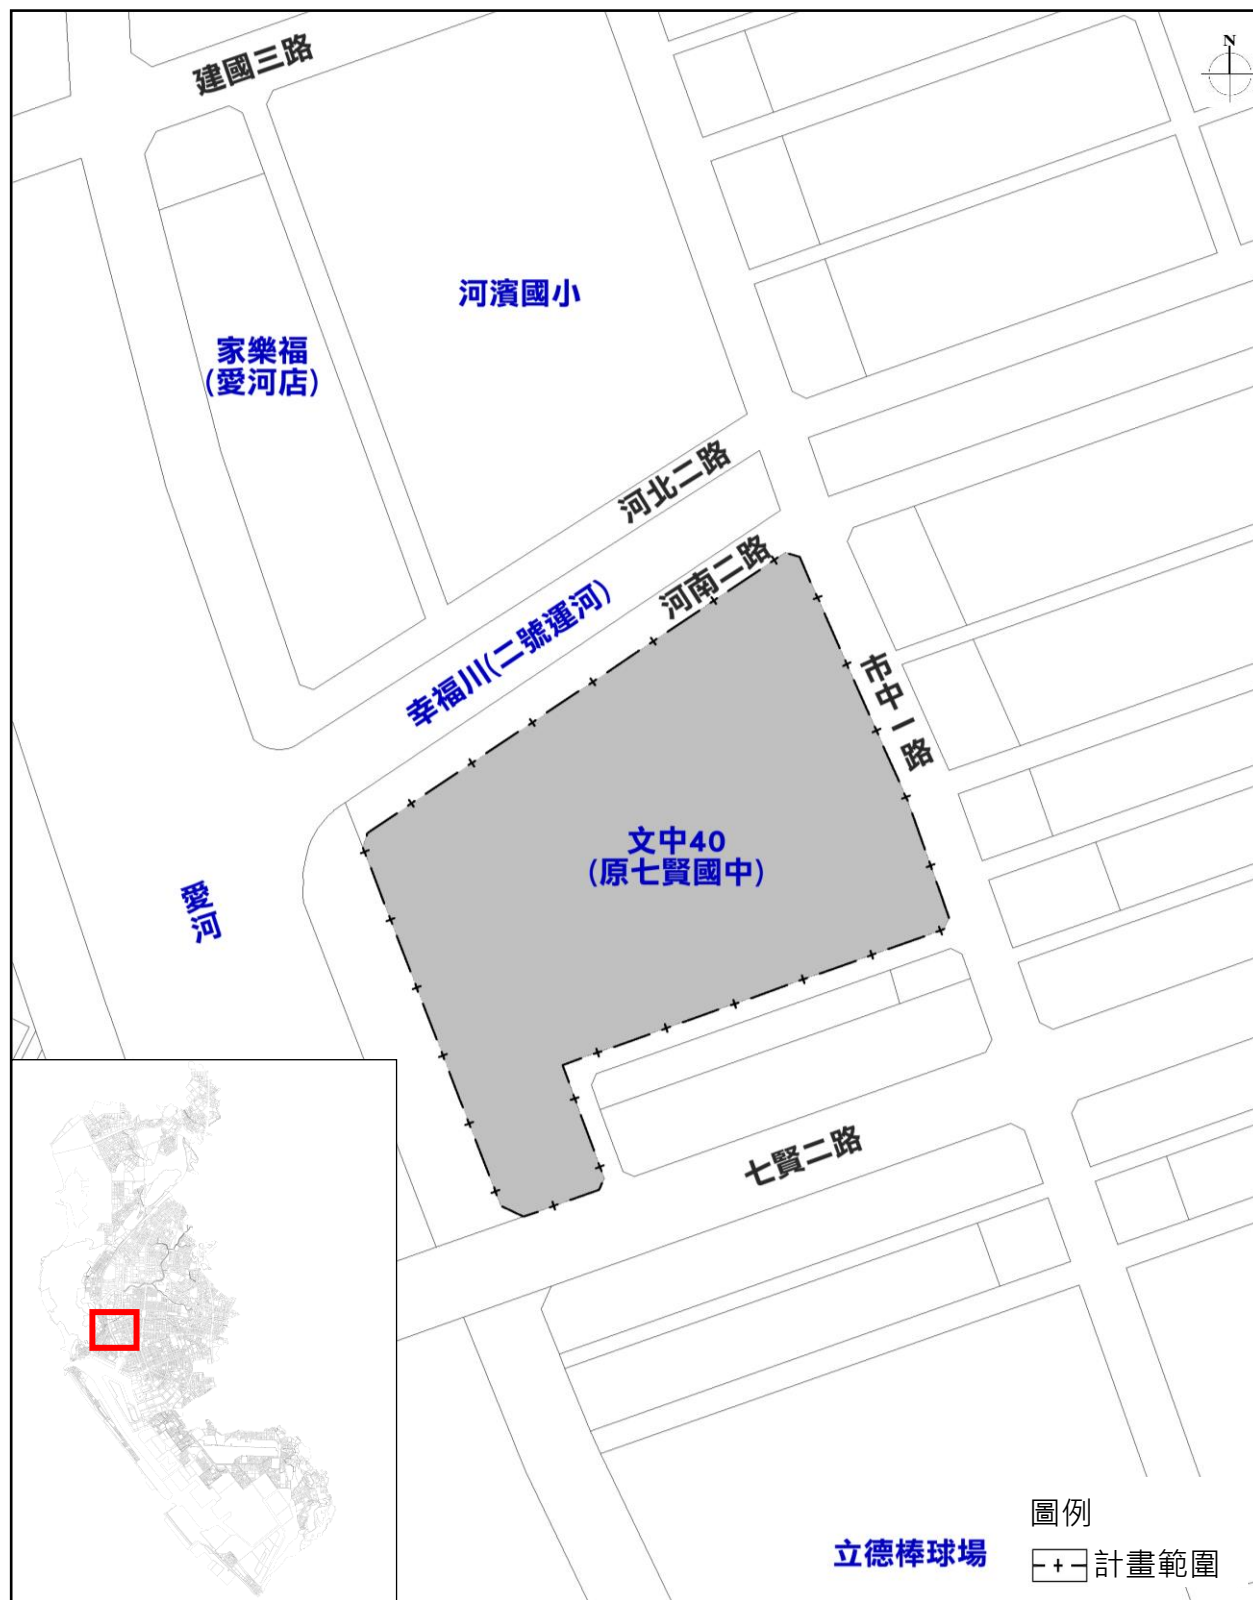 N
建國三路
河濱國小
家樂福
(愛河店)
河北二路
河南二路
幸福川(二號運河)
市中一路
文中40
(原七賢國中)
愛河
七賢二路
立德棒球場
圖例
計畫範圍